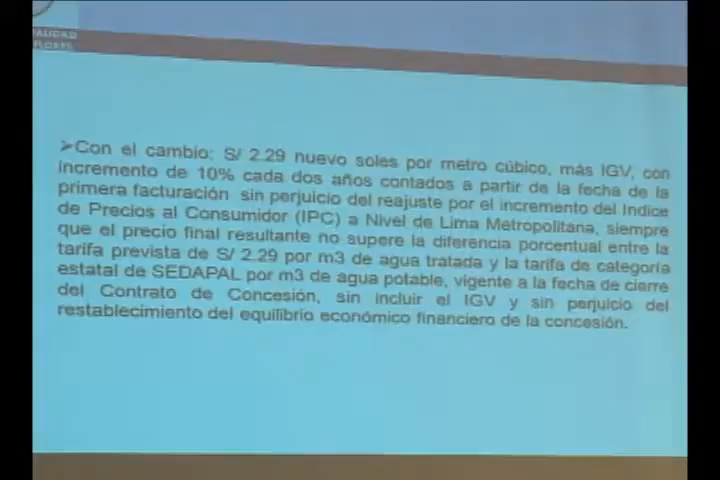 ALIDAD
FLORES
➢Con el cambio: S/ 2.29 nuevo soles por metro cúbico, más IGV, con
incremento de 10% cada dos años contados a partir de la fecha de la
primera facturación sin perjuicio del reajuste por el incremento del Indice
de Precios al Consumidor (IPC) a Nivel de Lima Metropolitana, siempre
que el precio final resultante no supere la diferencia porcentual entre la
tarifa prevista de S/ 2.29 por m3 de agua tratada y la tarifa de categoría
estatal de SEDAPAL por m3 de agua potable, vigente a la fecha de cierre
del Contrato de Concesión, sin incluir el IGV y sin perjuicio del
restablecimiento del equilibrio económico financiero de la concesión.